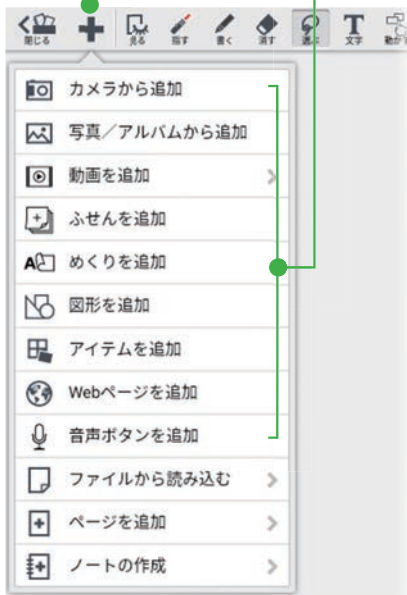 閉じる 見る 指す 書く 消す 選ぶ 文字
カメラから追加
写真／アルバムから追加
動画を追加
ふせんを追加
めくりを追加
図形を追加
アイテムを追加
Webページを追加
音声ボタンを追加
ファイルから読み込む
ページを追加
ノートの作成